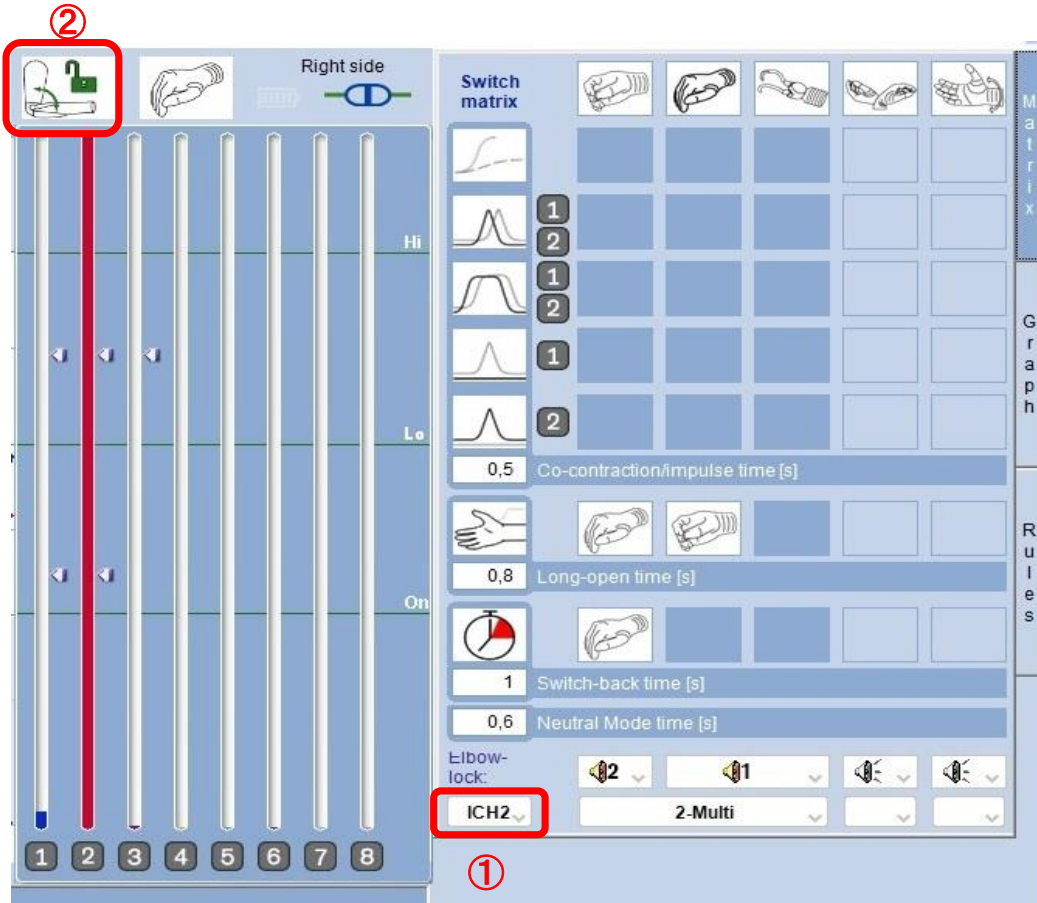 ②
Right side
Hi
Lo
On
1 2 3 4 5 6 7 8
Switch
matrix
1
2
1
2
1
2
0,5 Co-contraction/impulse time [s]
0,8 Long-open time [s]
1 Switch-back time [s]
0,6 Neutral Mode time [s]
Elbow-
lock:
2 1
ICH2 2-Multi
①
Matrix
Graph
Rules